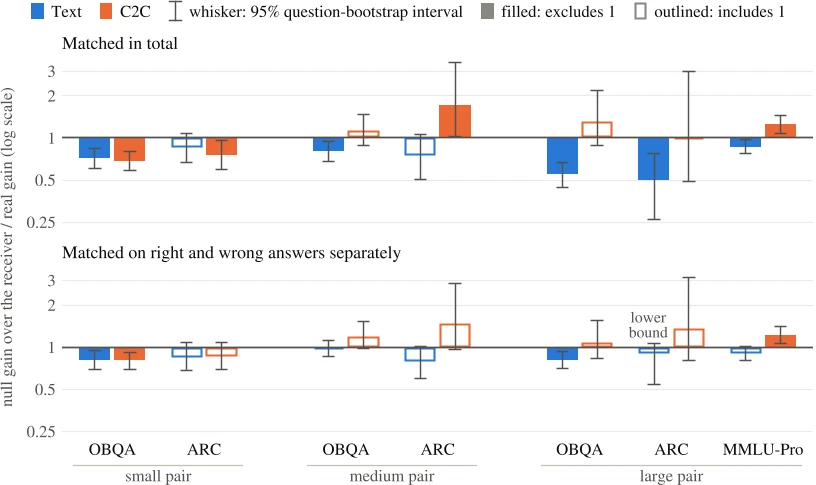 Text C2C whisker: 95% question-bootstrap interval filled: excludes 1 outlined: includes 1
Matched in total
null gain over the receiver / real gain (log scale)
3
2
1
0.5
0.25
Matched on right and wrong answers separately
3
2
1
0.5
0.25
lower
bound
OBQA ARC OBQA ARC OBQA ARC MMLU-Pro
small pair medium pair large pair